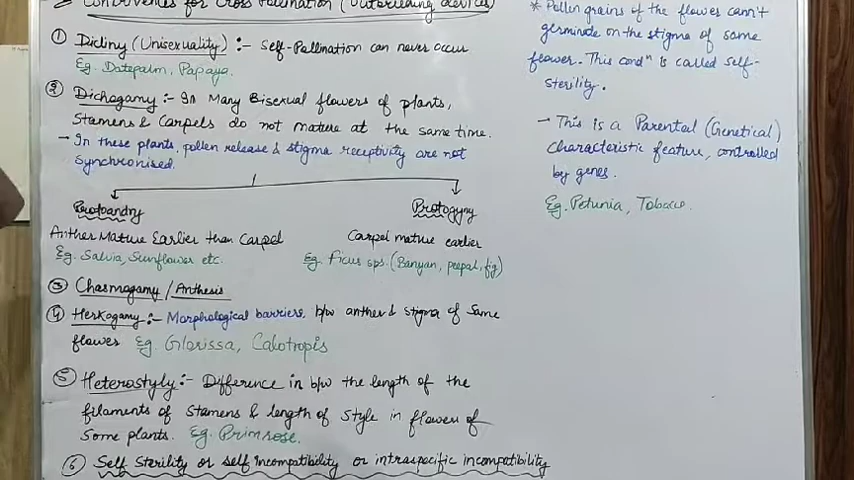 Contrivances for Cross Pollination (Outbreeding devices)
① Dicliny (Unisexuality) :- Self-Pollination can never occur
Eg. Datepalm, Papaya.
② Dichogamy :- In Many Bisexual flowers of plants,
Stamens & Carpels do not mature at the same time.
→ In these plants, pollen release & stigma receptivity are not
synchronised.
Protoandry
Anther Mature Earlier than Carpel
Eg. Salvia, Sunflower etc.
Protogyny
Carpel mature earlier
Eg. Ficus sps. (Banyan, peepal, fig)
③ Chasmogamy / Anthesis
④ Herkogamy :- Morphological barriers b/w anther & stigma of same
flower Eg. Glorissa, Calotropis
⑤ Heterostyly :- Difference in b/w the length of the
filaments of Stamens & length of Style in flowers of
Some plants. Eg. Primrose.
⑥ Self Sterility or self Incompatibility or intraspecific incompatibility
* Pollen grains of the flower cann't
germinate on the stigma of same
flower. This condⁿ is called self-
sterility.
→ This is a Parental (Genetical)
characteristic feature, controlled
by genes.
Eg. Petunia, Tobacco.